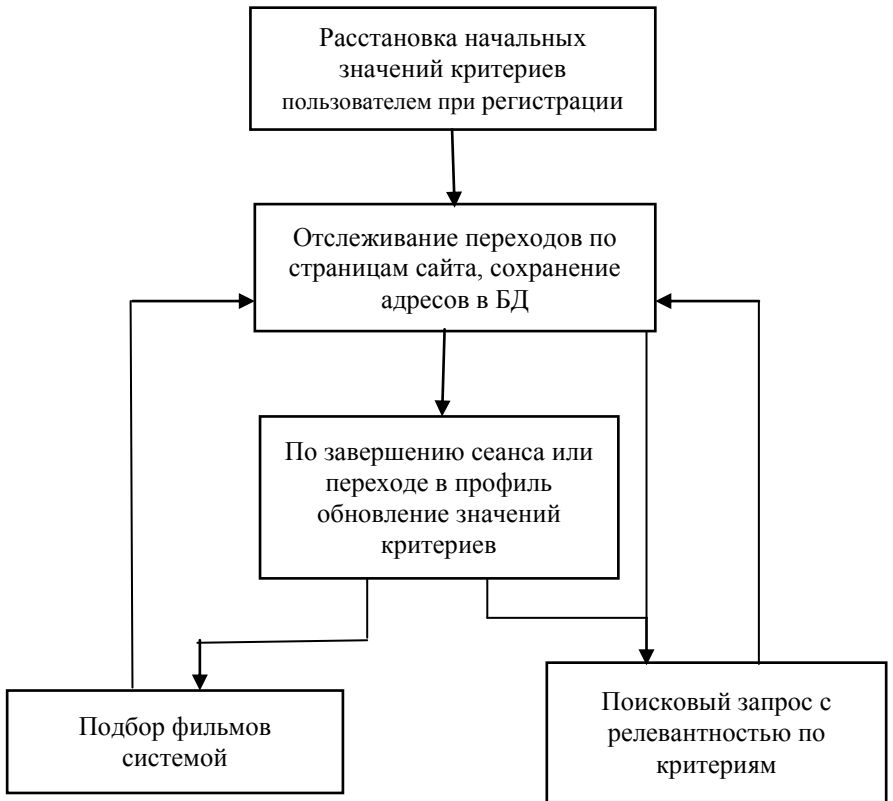 Расстановка начальных
значений критериев
пользователем при регистрации
Отслеживание переходов по
страницам сайта, сохранение
адресов в БД
По завершению сеанса или
переходе в профиль
обновление значений
критериев
Подбор фильмов
системой
Поисковый запрос с
релевантностью по
критериям